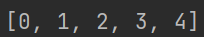 [0, 1, 2, 3, 4]